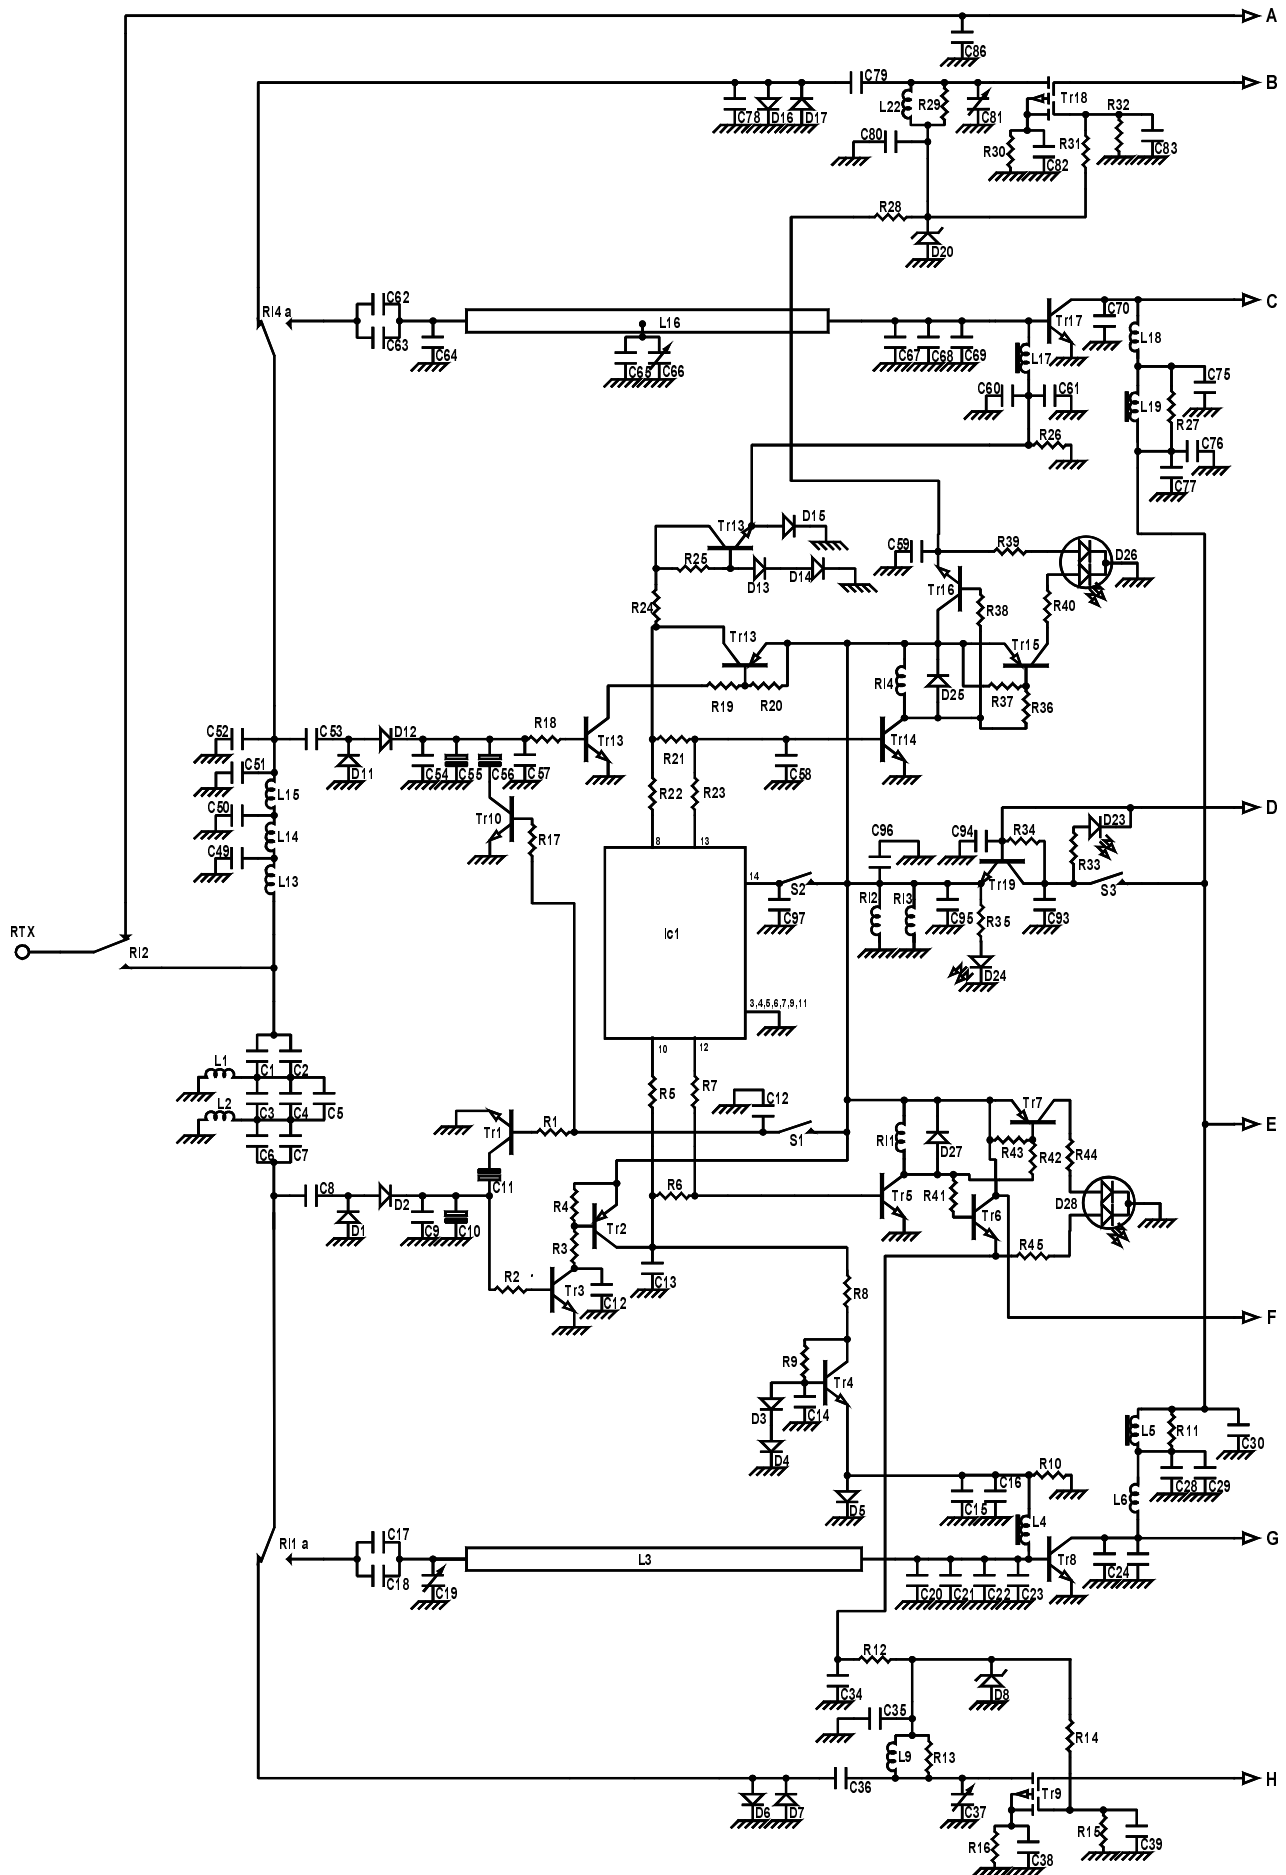 A
C86
C79
B
L22
R29
Tr18
C78
D16
D17
C81
R32
C80
R30
C82
R31
C83
R28
D20
Rl4 a
C62
C63
C64
L16
C65
C66
C67
C68
C69
Tr17
C70
C
L17
L18
C60
C61
C75
L19
R27
R26
C76
C77
Tr13
D15
R25
D13
D14
C59
R39
D26
R24
Tr16
R38
R40
Tr13
Tr15
R19
R20
Rl4
D25
R37
R36
C52
C53
D12
R18
Tr13
D11
C54
C55
C56
C57
R21
C58
Tr14
C51
L15
R22
R23
C50
L14
Tr10
R17
C49
L13
8
13
D
D23
C96
C94
R34
R33
14
S2
Rl2
Rl3
Tr19
S3
C97
C95
R35
C93
RTX
Rl2
Ic1
D24
3,4,5,6,7,9,11
10
12
L1
C1
C2
L2
C3
C4
C5
C6
C7
R5
R7
C12
Tr1
R1
S1
Rl1
D27
Tr7
E
R43
R42
R44
C8
D2
C11
R6
Tr5
R41
Tr6
D28
D1
C9
C10
R4
Tr2
R3
R45
R2
Tr3
C12
C13
R8
F
R9
Tr4
D3
C14
D4
L5
R11
C30
R10
C28
C29
D5
C15
C16
L6
L4
Rl1 a
C17
C18
C19
L3
C20
C21
C22
C23
Tr8
C24
G
R12
C34
D8
C35
R14
L9
R13
C36
H
D6
D7
C37
Tr9
R16
C38
R15
C39